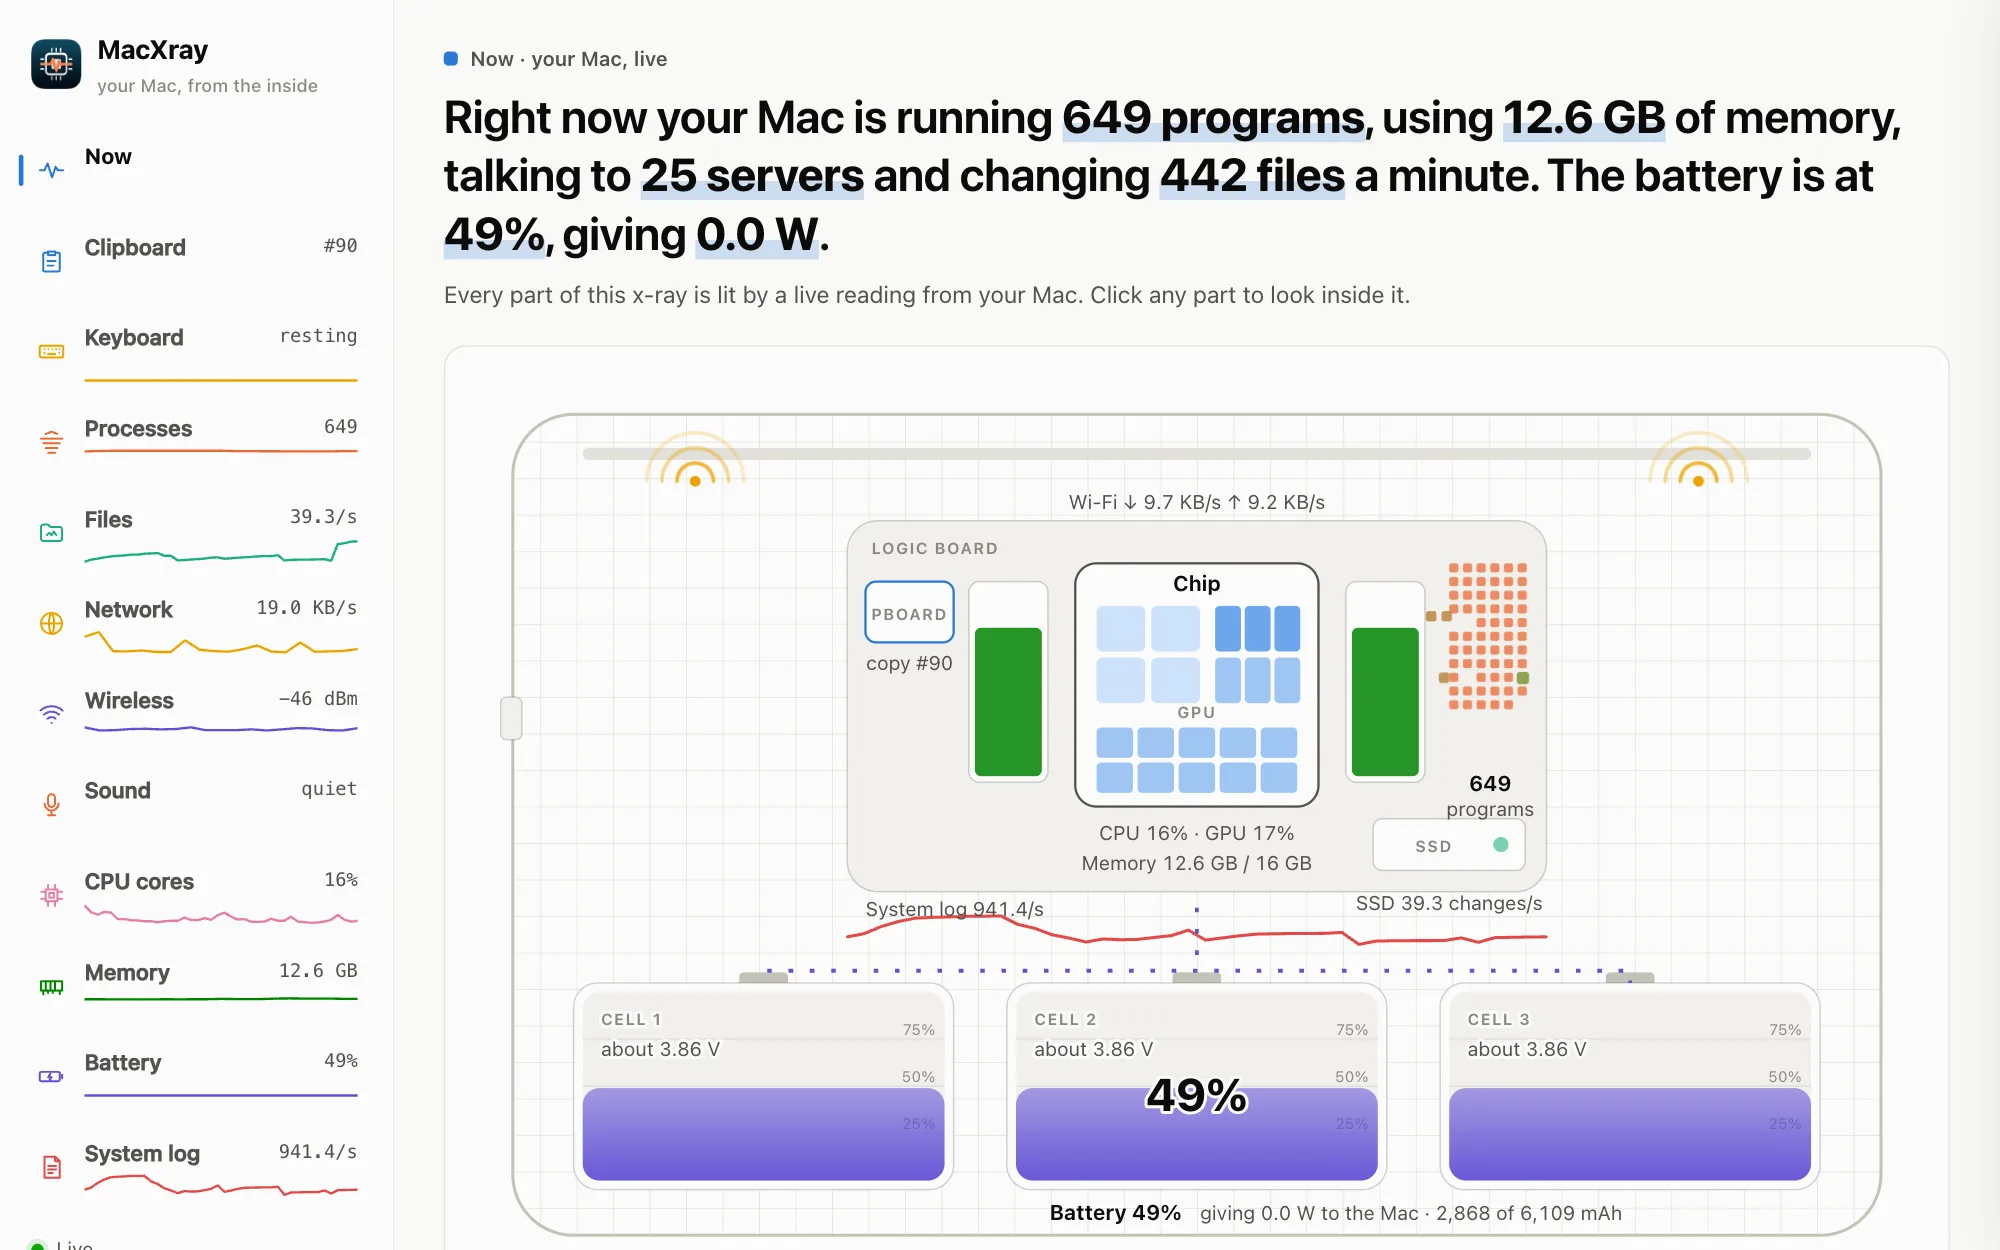 MacXray
your Mac, from the inside
Now
Clipboard #90
Keyboard resting
Processes 649
Files 39.3/s
Network 19.0 KB/s
Wireless −46 dBm
Sound quiet
CPU cores 16%
Memory 12.6 GB
Battery 49%
System log 941.4/s
Live
Now · your Mac, live
Right now your Mac is running 649 programs, using 12.6 GB of memory,
talking to 25 servers and changing 442 files a minute. The battery is at
49%, giving 0.0 W.
Every part of this x-ray is lit by a live reading from your Mac. Click any part to look inside it.
Wi-Fi ↓ 9.7 KB/s ↑ 9.2 KB/s
LOGIC BOARD
PBOARD
copy #90
Chip
GPU
CPU 16% · GPU 17%
Memory 12.6 GB / 16 GB
649
programs
SSD
System log 941.4/s
SSD 39.3 changes/s
CELL 1
about 3.86 V
75%
50%
25%
CELL 2
about 3.86 V
75%
50%
25%
49%
CELL 3
about 3.86 V
75%
50%
25%
Battery 49% giving 0.0 W to the Mac · 2,868 of 6,109 mAh